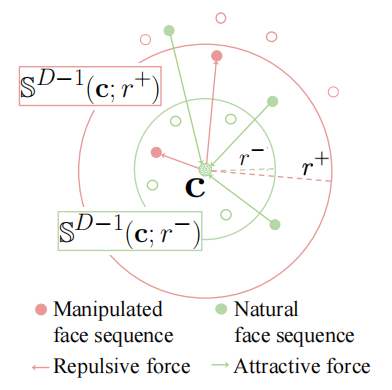 𝕊^{D−1}(c; r^+)
r^-
r^+
c
𝕊^{D−1}(c; r^-)
Manipulated face sequence
Natural face sequence
← Repulsive force
→ Attractive force